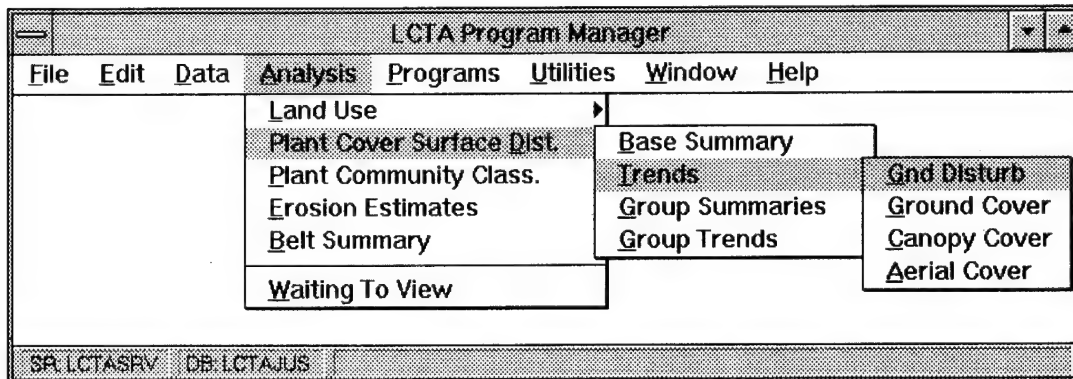 LCTA Program Manager
File Edit Data Analysis Programs Utilities Window Help
Land Use
Plant Cover Surface Dist.
Plant Community Class.
Erosion Estimates
Belt Summary
Waiting To View
Base Summary
Trends
Group Summaries
Group Trends
Gnd Disturb
Ground Cover
Canopy Cover
Aerial Cover
SR: LCTASRV DB: LCTAJUS